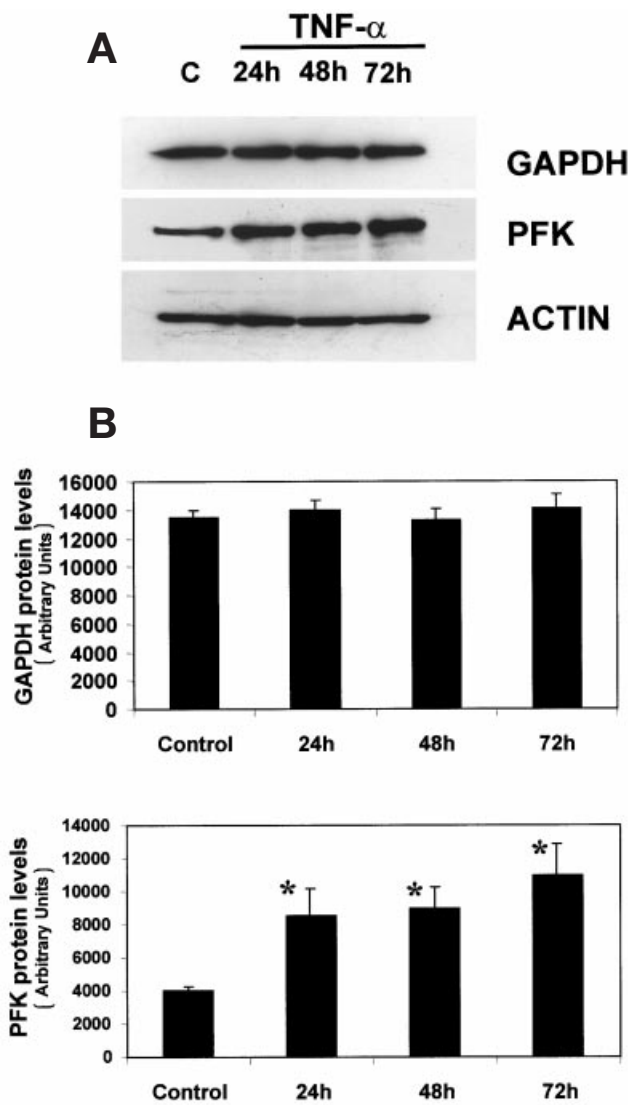 A
TNF-α
C 24h 48h 72h
GAPDH
PFK
ACTIN
B
GAPDH protein levels
( Arbitrary Units )
16000
14000
12000
10000
8000
6000
4000
2000
0
Control 24h 48h 72h
PFK protein levels
( Arbitrary Units )
14000
12000
10000
8000
6000
4000
2000
0
* * *
Control 24h 48h 72h